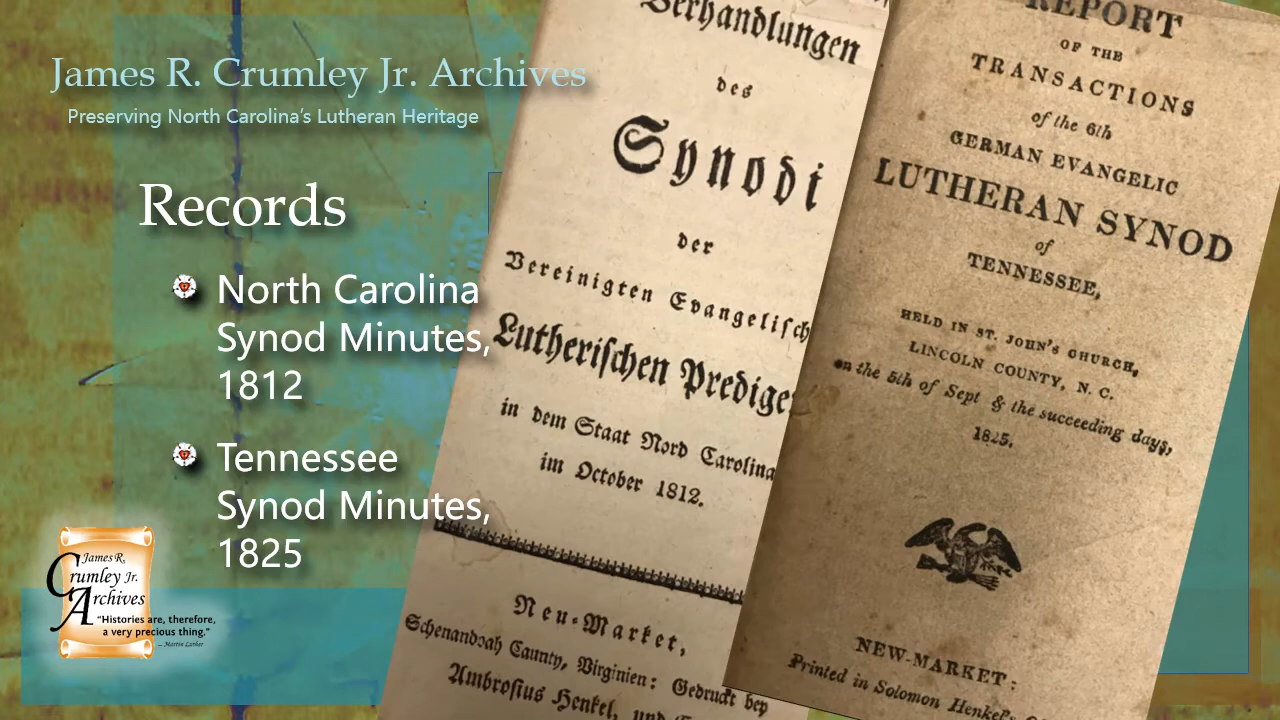 James R. Crumley Jr. Archives
Preserving North Carolina's Lutheran Heritage
Records
North Carolina
Synod Minutes,
1812
Tennessee
Synod Minutes,
1825
James R.
Crumley Jr.
Archives
"Histories are, therefore,
a very precious thing."
– Martin Luther
Verhandlungen
des
Synodi
der
Vereinigten Evangelisch
Lutherischen Predige
in dem Staat Nord Carolina
im October 1812.
Neu-Market,
Schenandoah Caunty, Virginien: Gedruckt bey
Ambrosius Henkel, und
REPORT
OF THE
TRANSACTIONS
of the 6th
GERMAN EVANGELIC
LUTHERAN SYNOD
of
TENNESSEE,
HELD IN ST. JOHN'S CHURCH,
LINCOLN COUNTY, N. C.
on the 5th of Sept & the succeeding days,
1825.
NEW-MARKET:
Printed in Solomon Henkel's